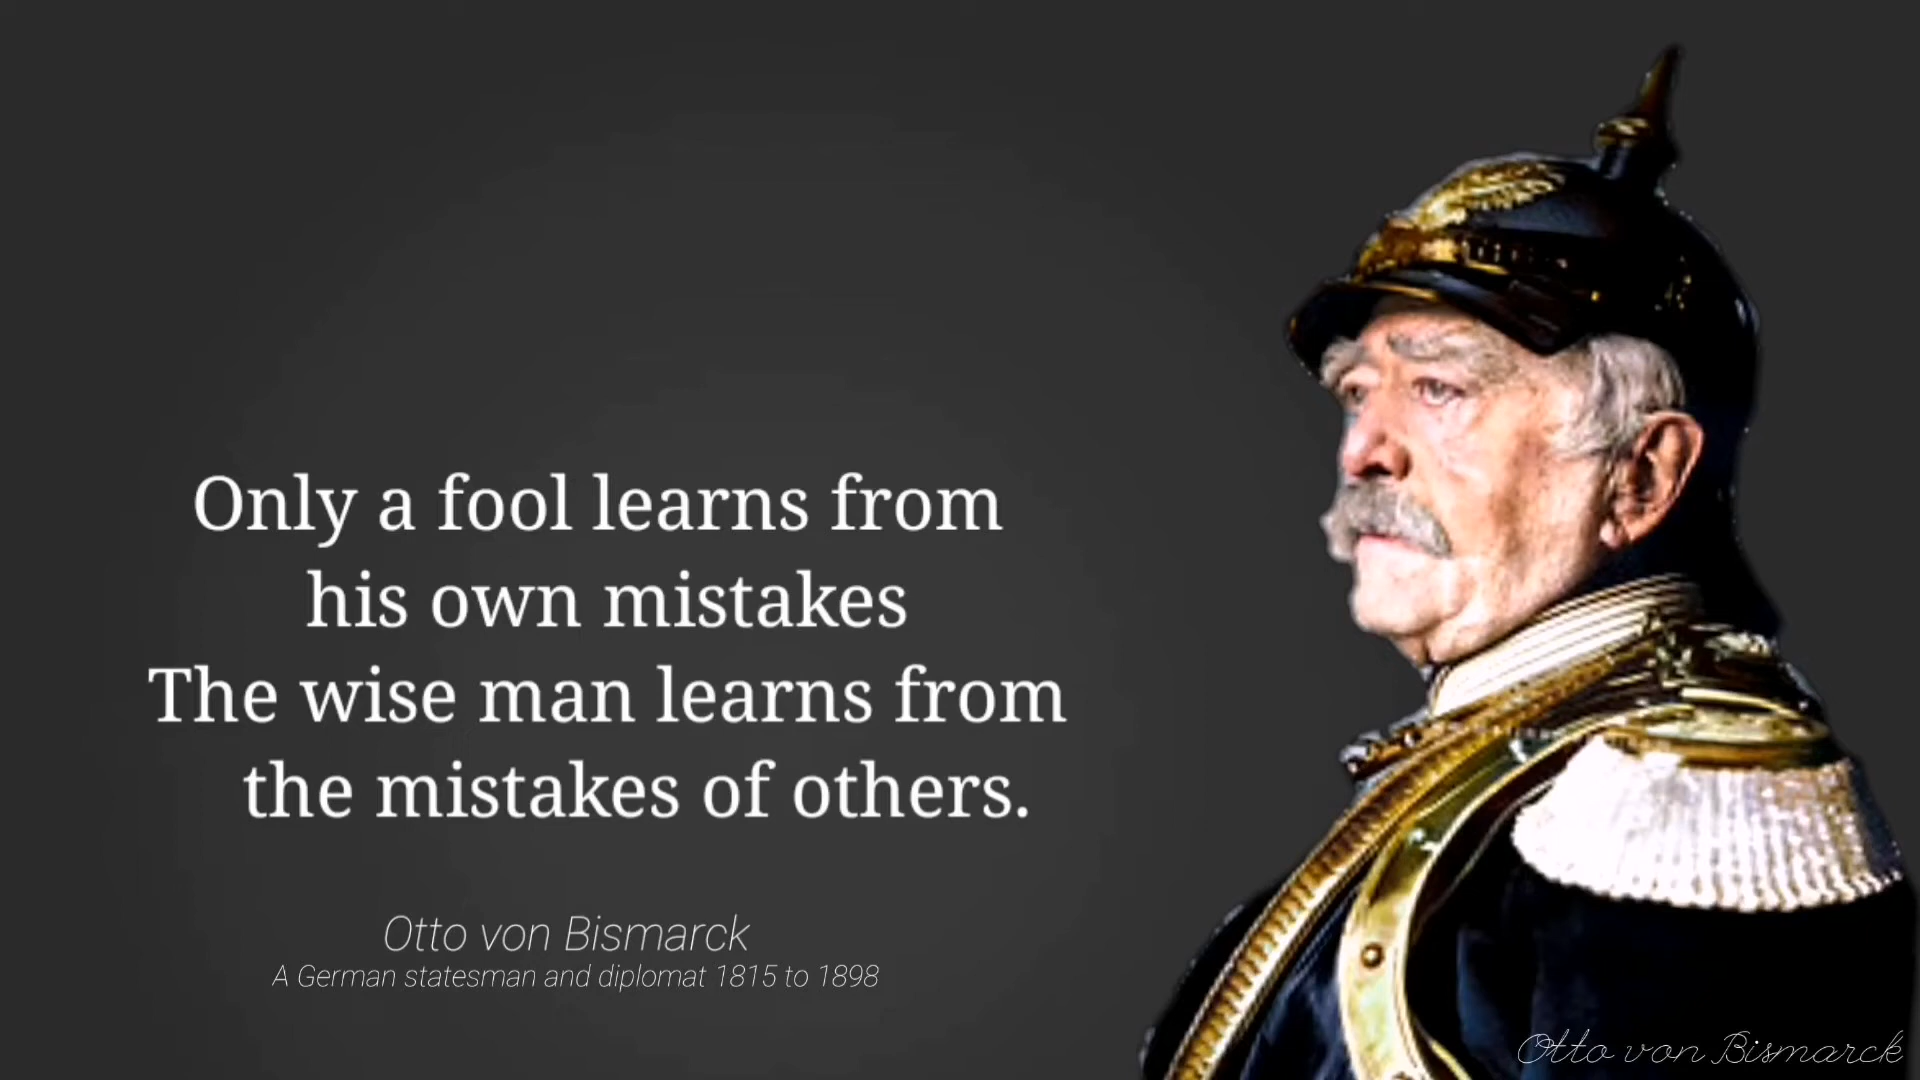 Only a fool learns from
his own mistakes
The wise man learns from
the mistakes of others.
Otto von Bismarck
A German statesman and diplomat 1815 to 1898
Otto von Bismarck